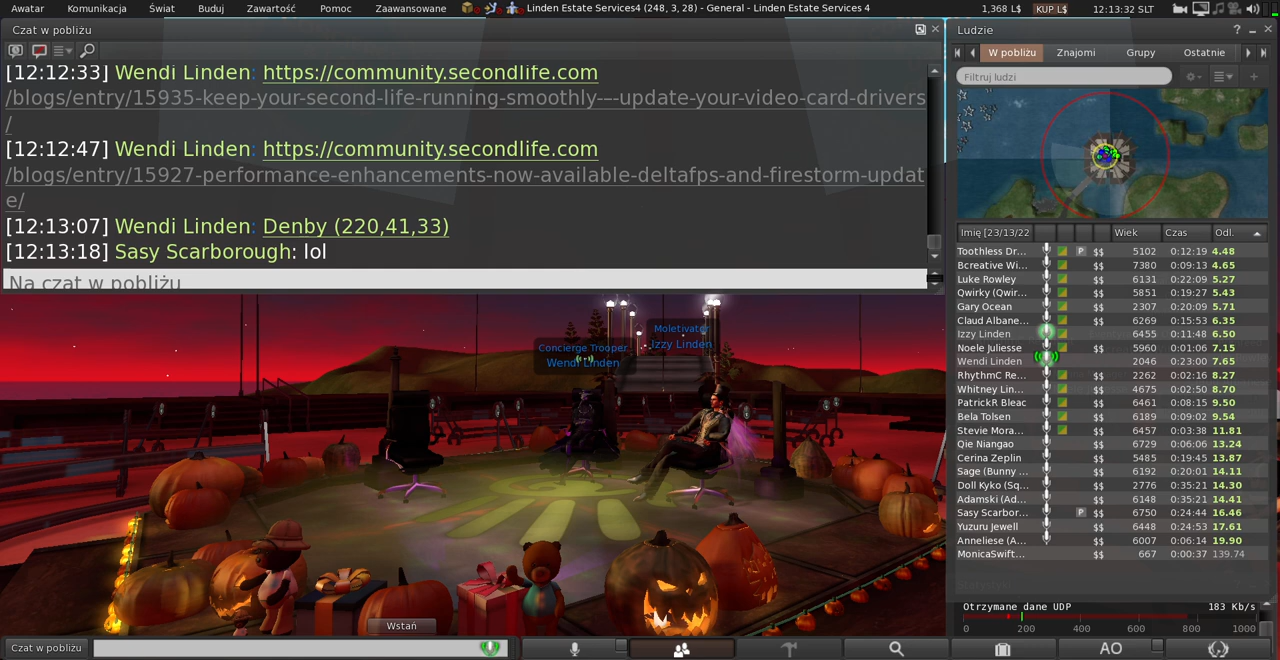 Awatar Komunikacja Świat Buduj Zawartość Pomoc Zaawansowane Linden Estate Services4 (248, 3, 28) - General - Linden Estate Services 4 1,368 L$ KUP L$ 12:13:32 SLT
Czat w pobliżu
[12:12:33] Wendi Linden: https://community.secondlife.com
/blogs/entry/15935-keep-your-second-life-running-smoothly-–-update-your-video-card-drivers
/
[12:12:47] Wendi Linden: https://community.secondlife.com
/blogs/entry/15927-performance-enhancments-now-available-deltafps-and-firestorm-updat
e/
[12:13:07] Wendi Linden: Denby (220,41,33)
[12:13:18] Sasy Scarborough: lol
Na czat w pobliżu
Moletivator
Izzy Linden
Concierge Trooper
Wendi Linden
Wstań
Czat w pobliżu
AO
Ludzie ?
W pobliżu Znajomi Grupy Ostatnie
Filtruj ludzi
Imię [23/13/22 Wiek Czas Odl.
Toothless Dr... P $$ 5102 0:12:19 4.48
Bcreative Wi... $$ 7380 0:09:13 4.65
Luke Rowley $$ 6131 0:22:09 5.27
Qwirky (Qwir... $$ 5851 0:19:27 5.43
Gary Ocean $$ 2307 0:20:09 5.71
Claud Albane... $$ 6269 0:15:53 6.35
Izzy Linden 6455 0:11:48 6.50
Noele Juliesse $$ 5960 0:01:06 7.15
Wendi Linden 2046 0:23:00 7.65
RhythmC Re... $$ 2262 0:02:16 8.27
Whitney Lin... $$ 4675 0:02:50 8.70
PatrickR Bleac $$ 6461 0:08:15 9.50
Bela Tolsen $$ 6189 0:09:02 9.54
Stevie Mora... $$ 6457 0:03:38 11.81
Qie Niangao $$ 6729 0:06:06 13.24
Cerina Zeplin $$ 5485 0:19:45 13.87
Sage (Bunny ... $$ 6192 0:20:01 14.11
Doll Kyko (Sq... $$ 2776 0:35:21 14.30
Adamski (Ad... $$ 6148 0:35:21 14.41
Sasy Scarbor... P $$ 6750 0:24:44 16.46
Yuzuru Jewell $$ 6448 0:24:53 17.61
Anneliese (A... $$ 6007 0:06:14 19.90
MonicaSwift... $$ 667 0:00:37 139.74
Otrzymane dane UDP 183 Kb/s
0 200 400 600 800 1000